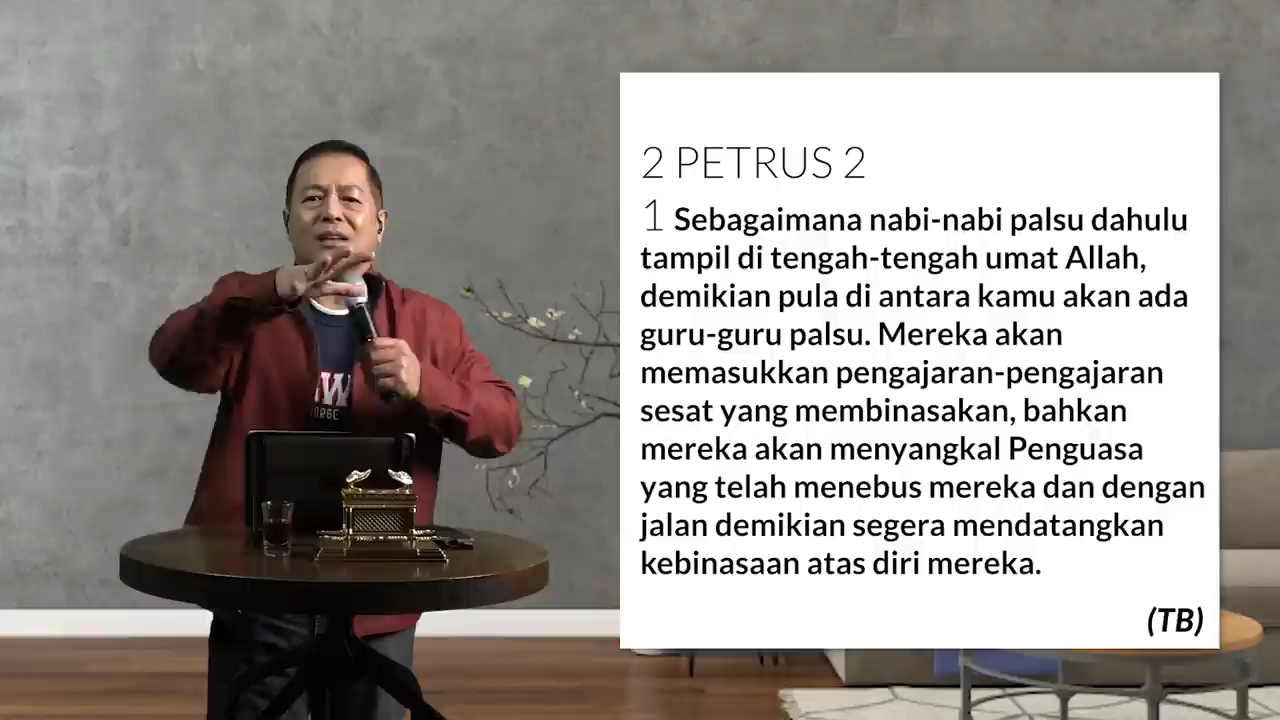 2 PETRUS 2
1 Sebagaimana nabi-nabi palsu dahulu
tampil di tengah-tengah umat Allah,
demikian pula di antara kamu akan ada
guru-guru palsu. Mereka akan
memasukkan pengajaran-pengajaran
sesat yang membinasakan, bahkan
mereka akan menyangkal Penguasa
yang telah menebus mereka dan dengan
jalan demikian segera mendatangkan
kebinasaan atas diri mereka.
(TB)